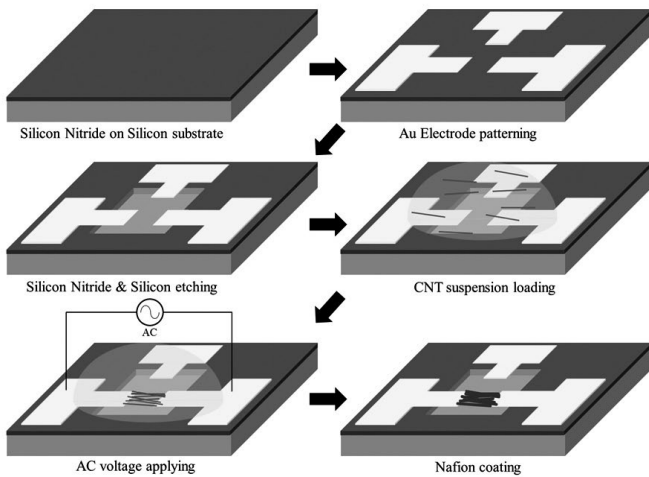 Silicon Nitride on Silicon substrate
Au Electrode patterning
Silicon Nitride & Silicon etching
CNT suspension loading
AC
AC voltage applying
Nafion coating